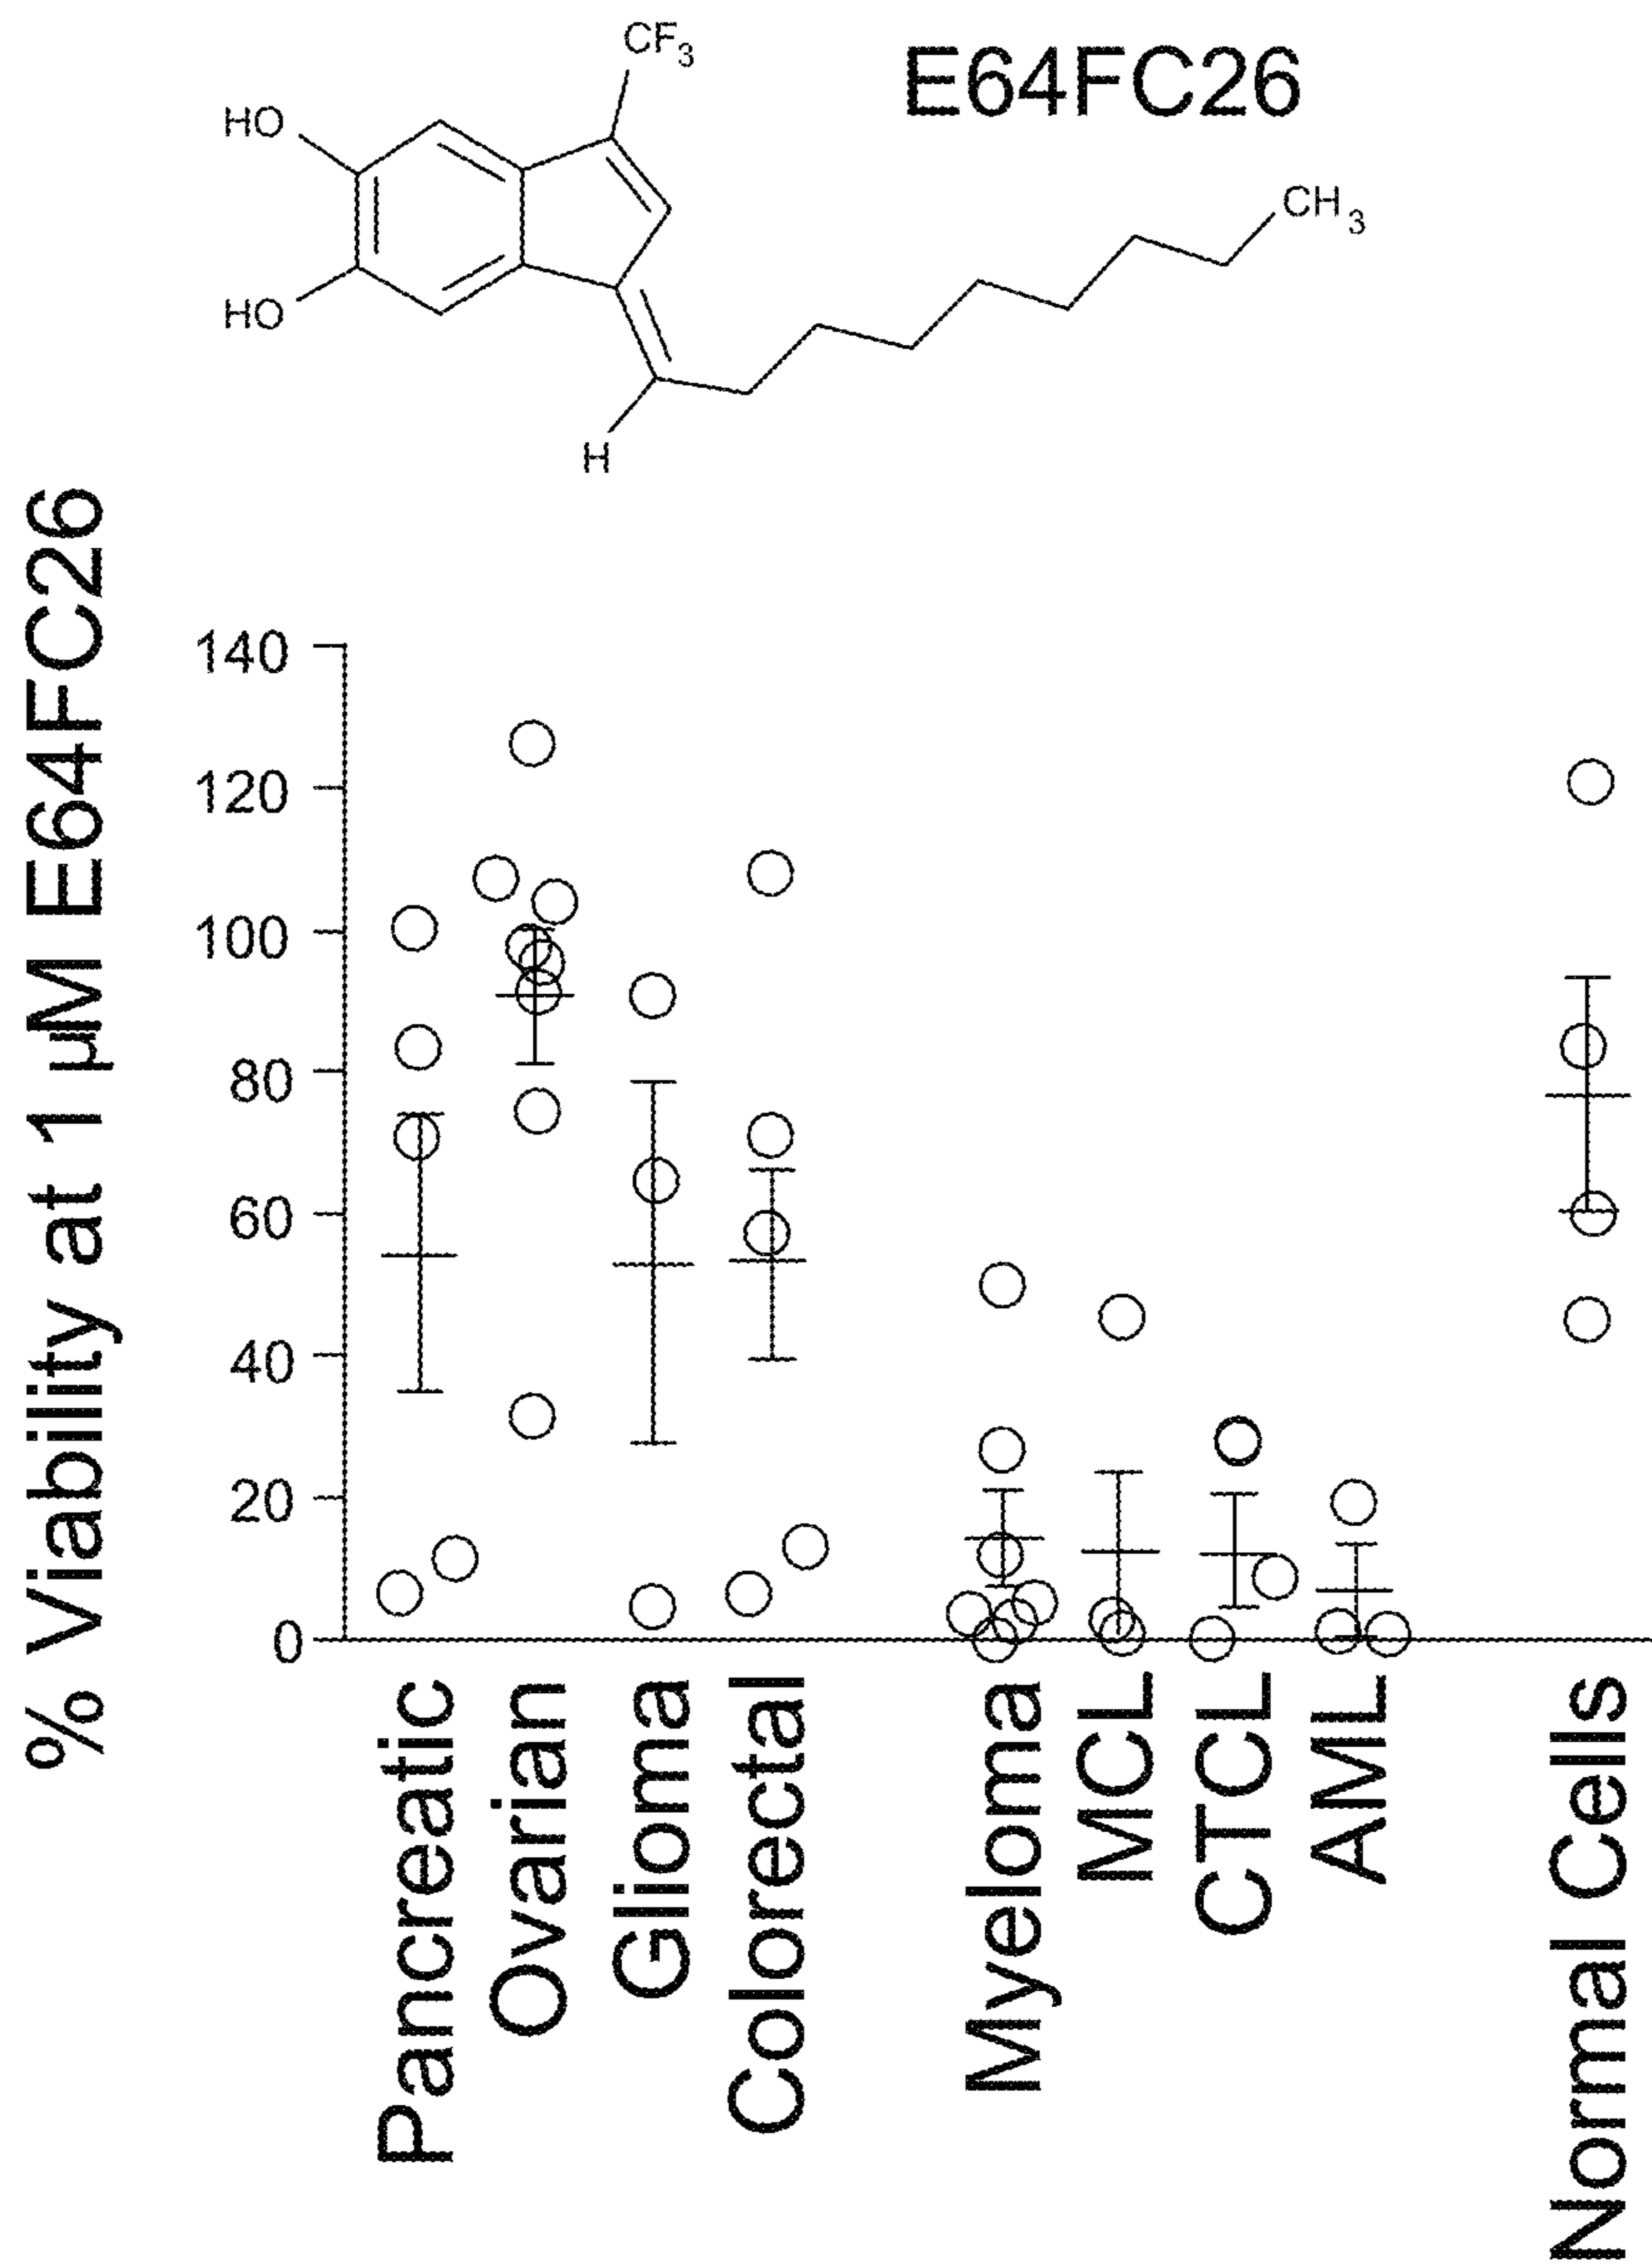 CF3
E64FC26
HO
CH3
HO
H
% Viability at 1 µM E64FC26
140
120
100
80
60
40
20
0
Pancreatic
Ovarian
Glioma
Colorectal
Myeloma
MCL
CTCL
AML
Normal Cells